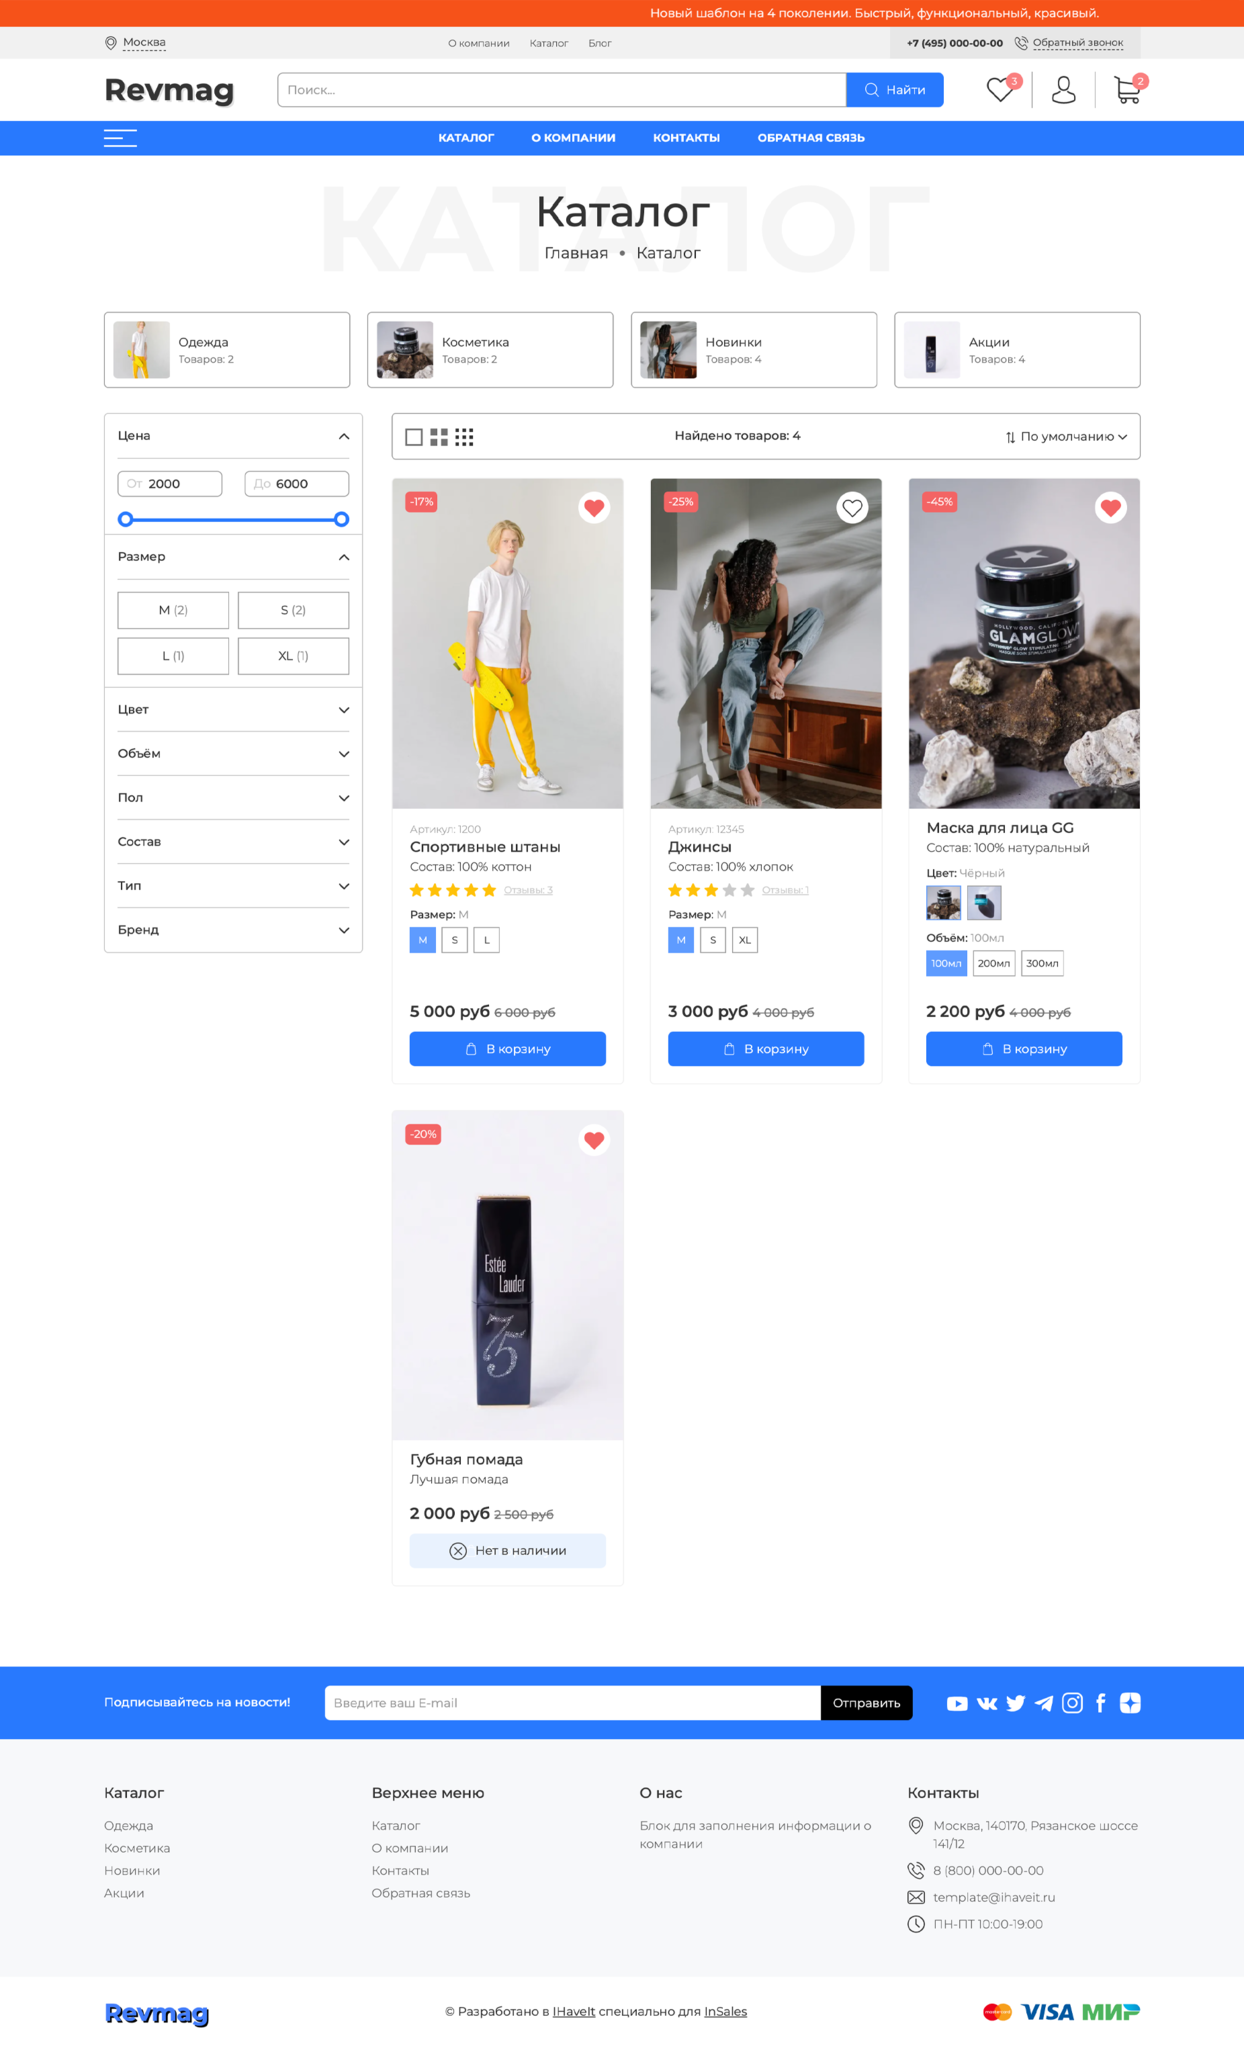 Новый шаблон на 4 поколении. Быстрый, функциональный, красивый.
Москва
О компании Каталог Блог
+7 (495) 000-00-00 Обратный звонок
Revmag
Поиск...
Найти
3
2
КАТАЛОГ О КОМПАНИИ КОНТАКТЫ ОБРАТНАЯ СВЯЗЬ
КАТАЛОГ
Каталог
Главная • Каталог
Одежда
Товаров: 2
Косметика
Товаров: 2
Новинки
Товаров: 4
Акции
Товаров: 4
Цена
От 2000
До 6000
Размер
M (2)
S (2)
L (1)
XL (1)
Цвет
Объём
Пол
Состав
Тип
Бренд
Найдено товаров: 4
По умолчанию
-17%
Артикул: 1200
Спортивные штаны
Состав: 100% коттон
Отзывы: 3
Размер: M
M S L
5 000 руб 6 000 руб
В корзину
-25%
Артикул: 12345
Джинсы
Состав: 100% хлопок
Отзывы: 1
Размер: M
M S XL
3 000 руб 4 000 руб
В корзину
-45%
HOLLYWOOD, CALIFORNIA
GLAMGLOW
Маска для лица GG
Состав: 100% натуральный
Цвет: Чёрный
Объём: 100мл
100мл 200мл 300мл
2 200 руб 4 000 руб
В корзину
-20%
Estée
Lauder
Губная помада
Лучшая помада
2 000 руб 2 500 руб
Нет в наличии
Подписывайтесь на новости!
Введите ваш E-mail
Отправить
Каталог
Одежда
Косметика
Новинки
Акции
Верхнее меню
Каталог
О компании
Контакты
Обратная связь
О нас
Блок для заполнения информации о
компании
Контакты
Москва, 140170, Рязанское шоссе
141/12
8 (800) 000-00-00
template@ihaveit.ru
ПН-ПТ 10:00-19:00
Revmag
© Разработано в IHaveIt специально для InSales
VISA МИР